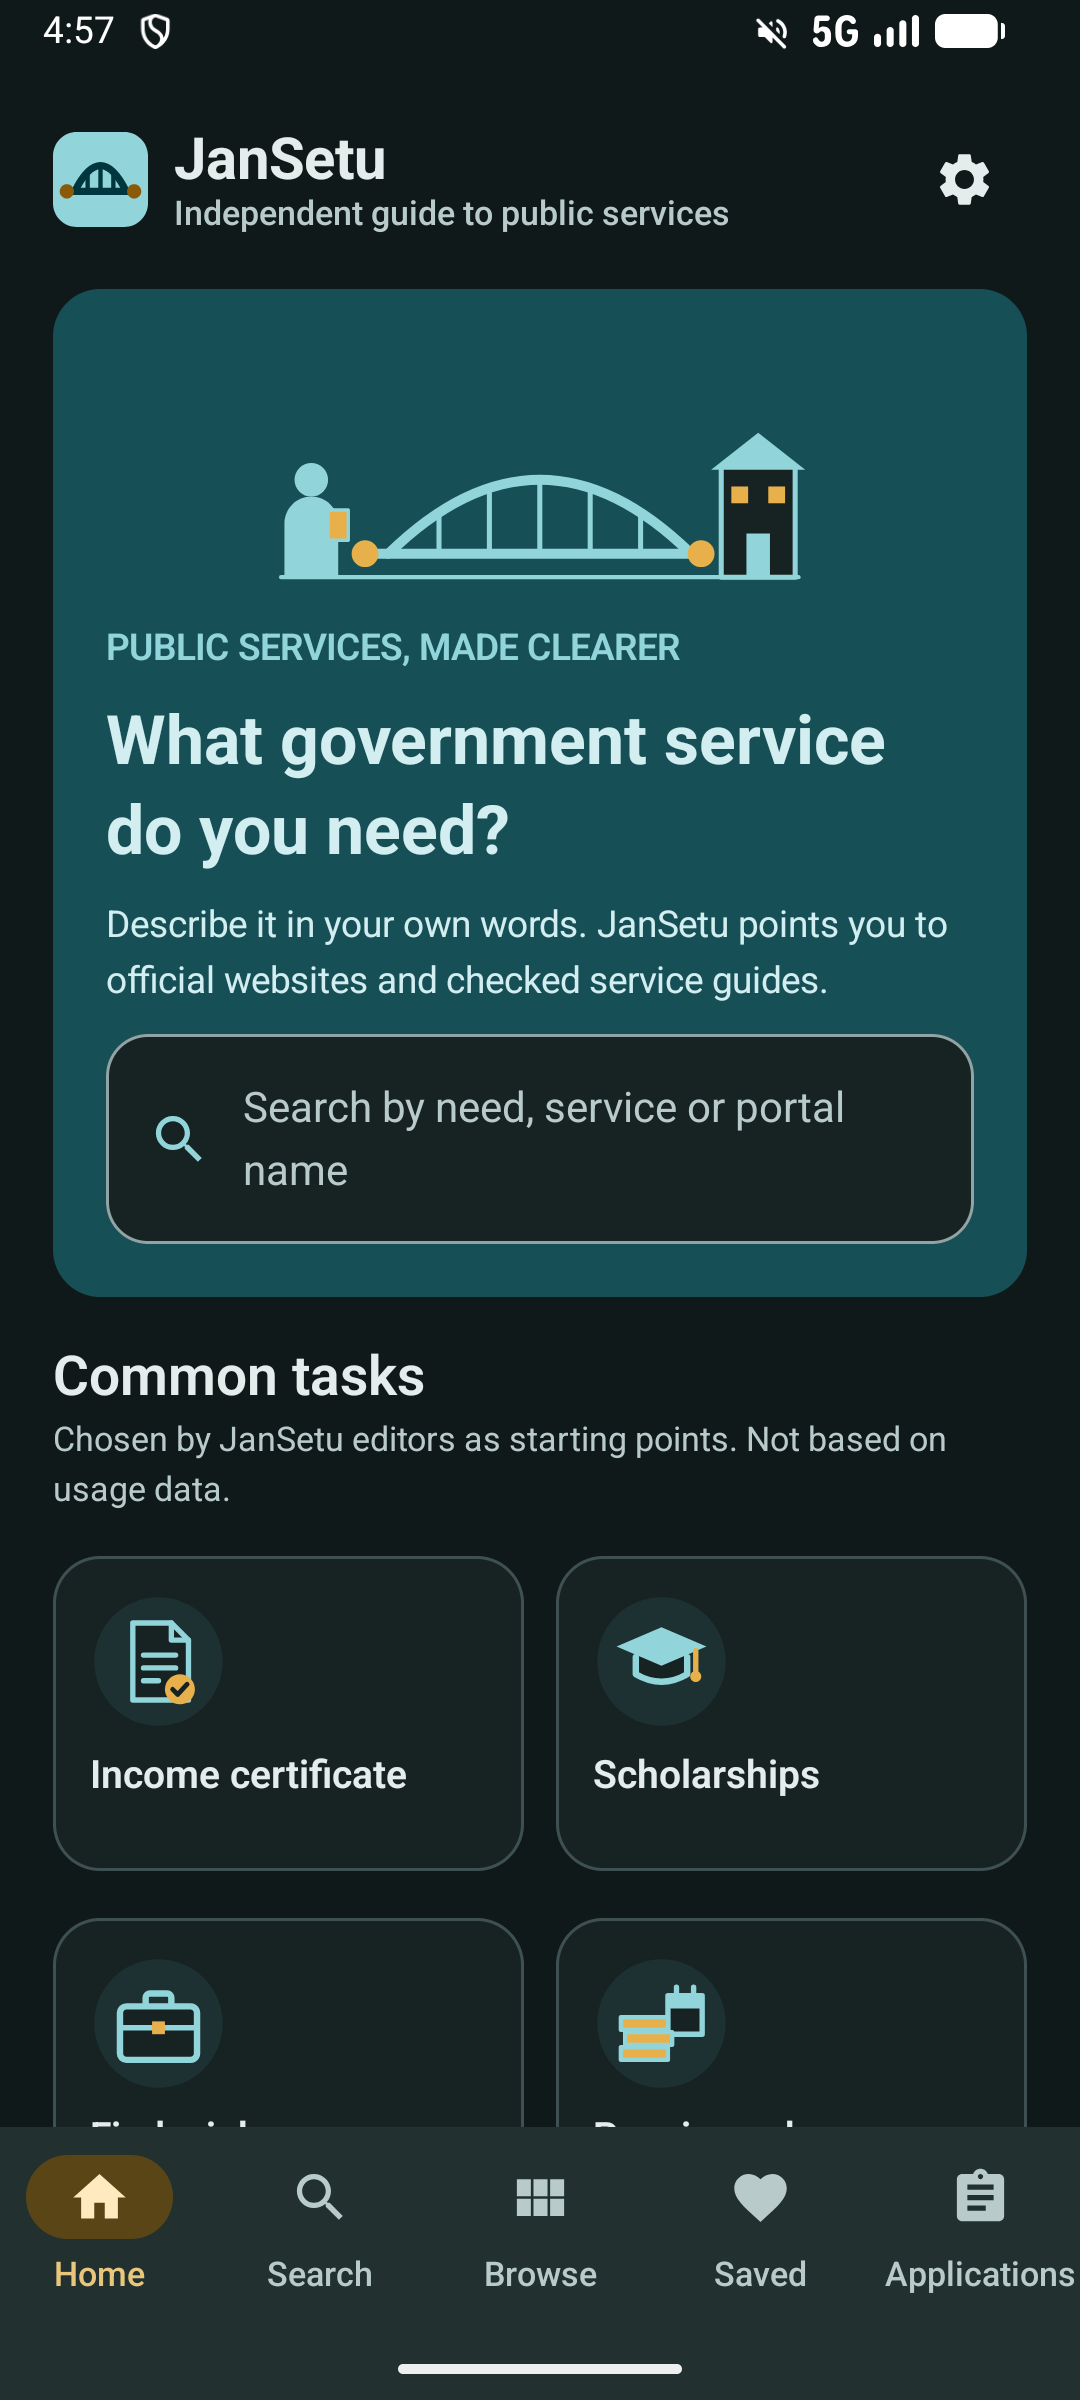 4:57
5G
JanSetu
Independent guide to public services
PUBLIC SERVICES, MADE CLEARER
What government service
do you need?
Describe it in your own words. JanSetu points you to
official websites and checked service guides.
Search by need, service or portal
name
Common tasks
Chosen by JanSetu editors as starting points. Not based on
usage data.
Income certificate
Scholarships
Home
Search
Browse
Saved
Applications